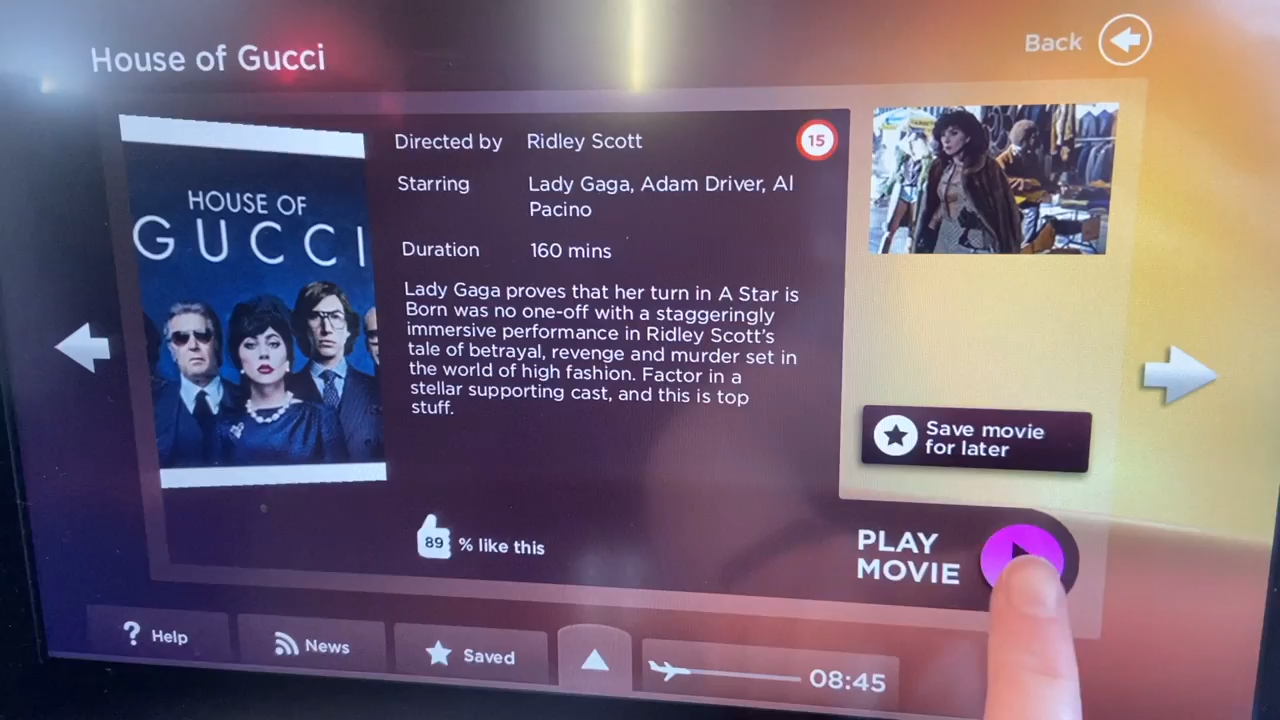 House of Gucci
Back
HOUSE OF
GUCCI
Directed by Ridley Scott
15
Starring Lady Gaga, Adam Driver, Al
Pacino
Duration 160 mins
Lady Gaga proves that her turn in A Star is
Born was no one-off with a staggeringly
immersive performance in Ridley Scott's
tale of betrayal, revenge and murder set in
the world of high fashion. Factor in a
stellar supporting cast, and this is top
stuff.
Save movie
for later
89 % like this
PLAY
MOVIE
? Help
News
Saved
08:45